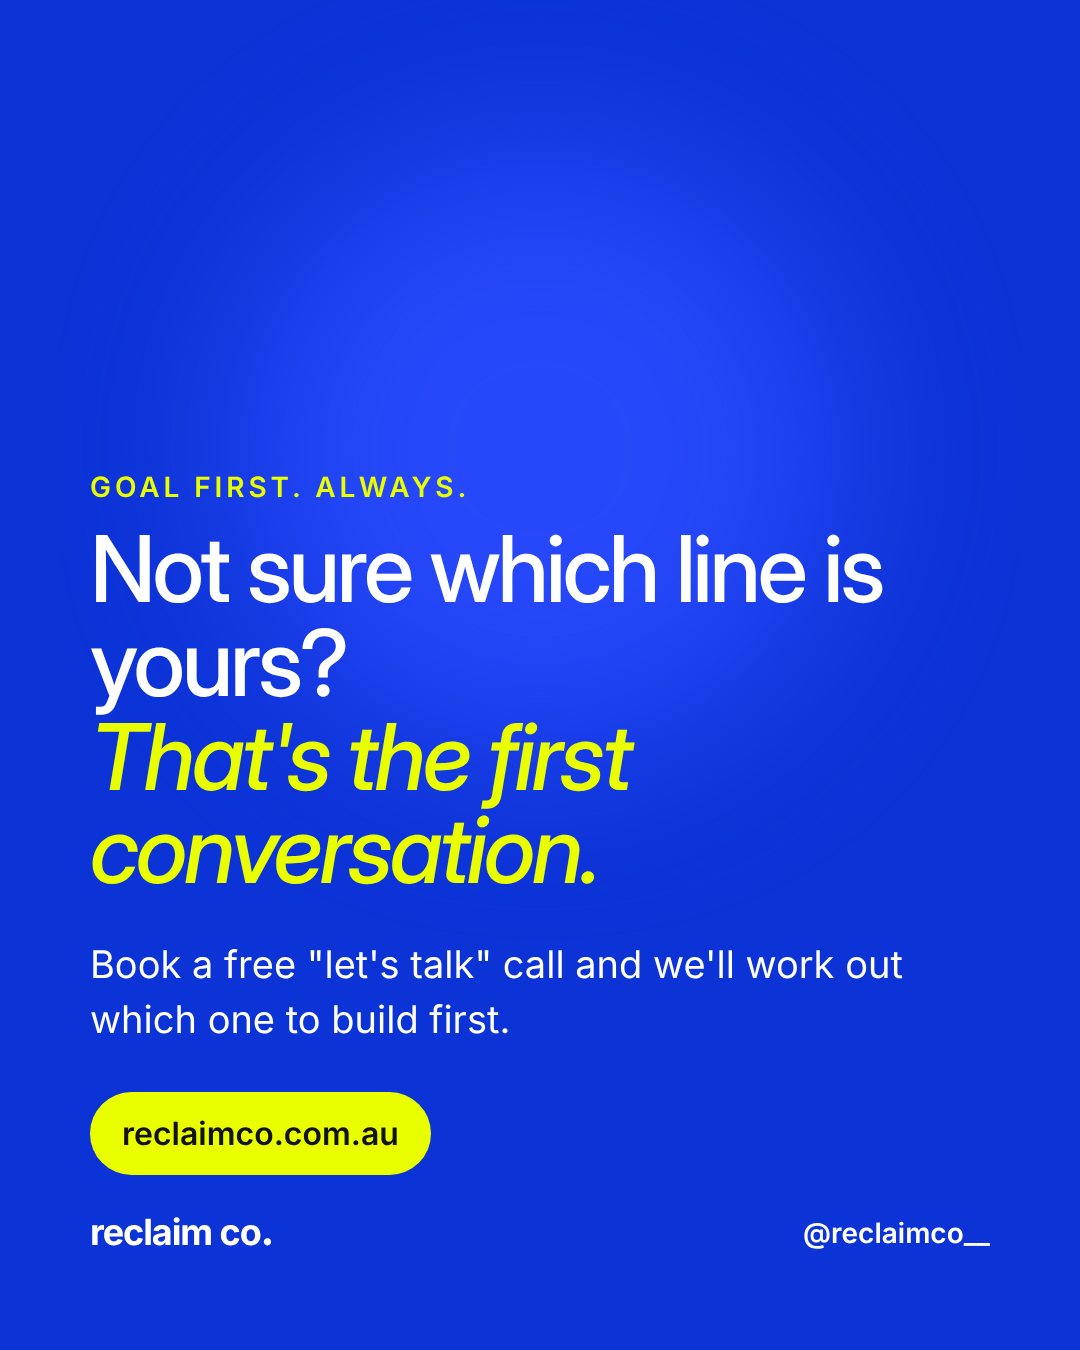 GOAL FIRST. ALWAYS.
Not sure which line is
yours?
That's the first
conversation.
Book a free "let's talk" call and we'll work out
which one to build first.
reclaimco.com.au
reclaim co.
@reclaimco__